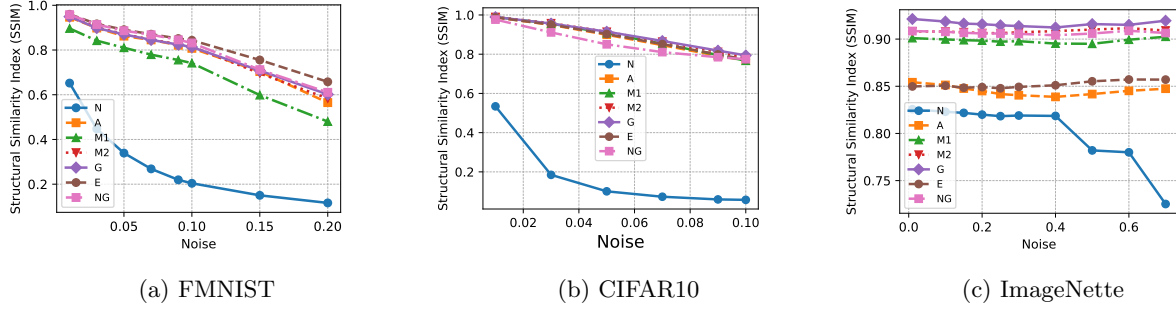 Structural Similarity Index (SSIM)
1.0
0.8
0.6
0.4
0.2
N
A
M1
M2
G
E
NG
0.05 0.10 0.15 0.20
Noise
(a) FMNIST
Structural Similarity Index (SSIM)
1.0
0.8
0.6
0.4
0.2
N
A
M1
M2
G
E
NG
0.02 0.04 0.06 0.08 0.10
Noise
(b) CIFAR10
Structural Similarity Index (SSIM)
0.90
0.85
0.80
0.75
N
A
M1
M2
G
E
NG
0.0 0.2 0.4 0.6
Noise
(c) ImageNette